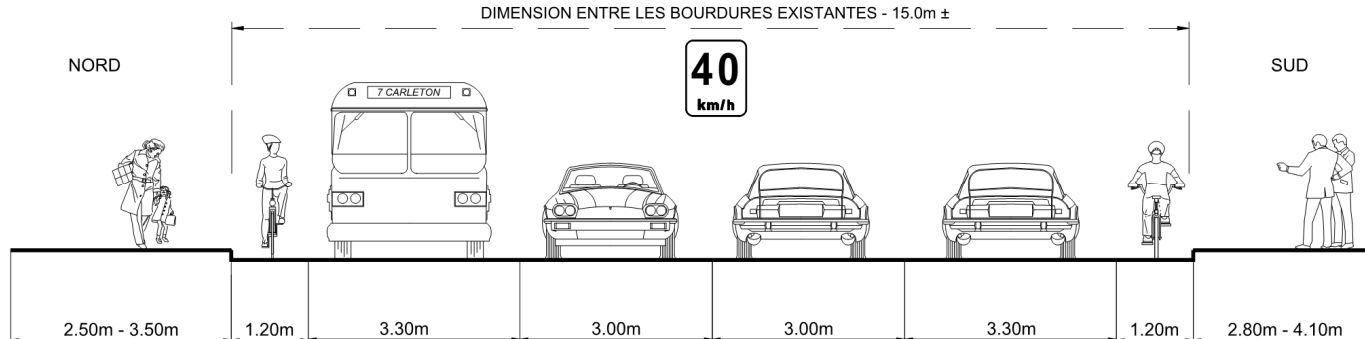 DIMENSION ENTRE LES BOURDURES EXISTANTES - 15.0m ±
NORD
40
km/h
SUD
7 CARLETON
2.50m - 3.50m
1.20m
3.30m
3.00m
3.00m
3.30m
1.20m
2.80m - 4.10m